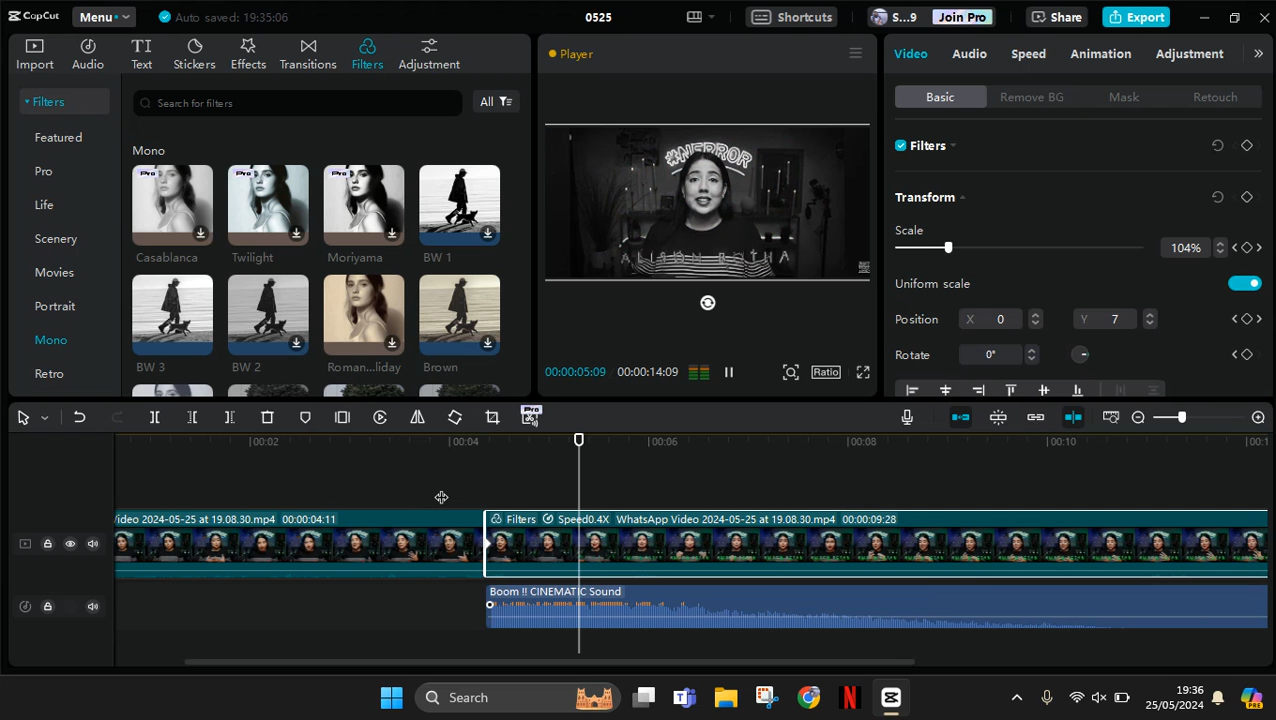 CapCut
Menu
Auto saved: 19:35:06
0525
Shortcuts
S...9
Join Pro
Share
Export
Import
Audio
Text
Stickers
Effects
Transitions
Filters
Adjustment
Filters
Featured
Pro
Life
Scenery
Movies
Portrait
Mono
Retro
Search for filters
All
Mono
Pro
Pro
Pro
Casablanca
Twilight
Moriyama
BW 1
BW 3
BW 2
Roman...liday
Brown
Player
#NERROR
00:00:05:09
00:00:14:09
Ratio
Video
Audio
Speed
Animation
Adjustment
Basic
Remove BG
Mask
Retouch
Filters
Transform
Scale
104%
Uniform scale
Position
X
0
Y
7
Rotate
0°
Pro
00:02
00:04
00:06
00:08
00:10
00:1
/ideo 2024-05-25 at 19.08.30.mp4 00:00:04:11
Filters
Speed0.4X
WhatsApp Video 2024-05-25 at 19.08.30.mp4
00:00:09:28
Boom !! CINEMATIC Sound
Search
19:36
25/05/2024
PRE